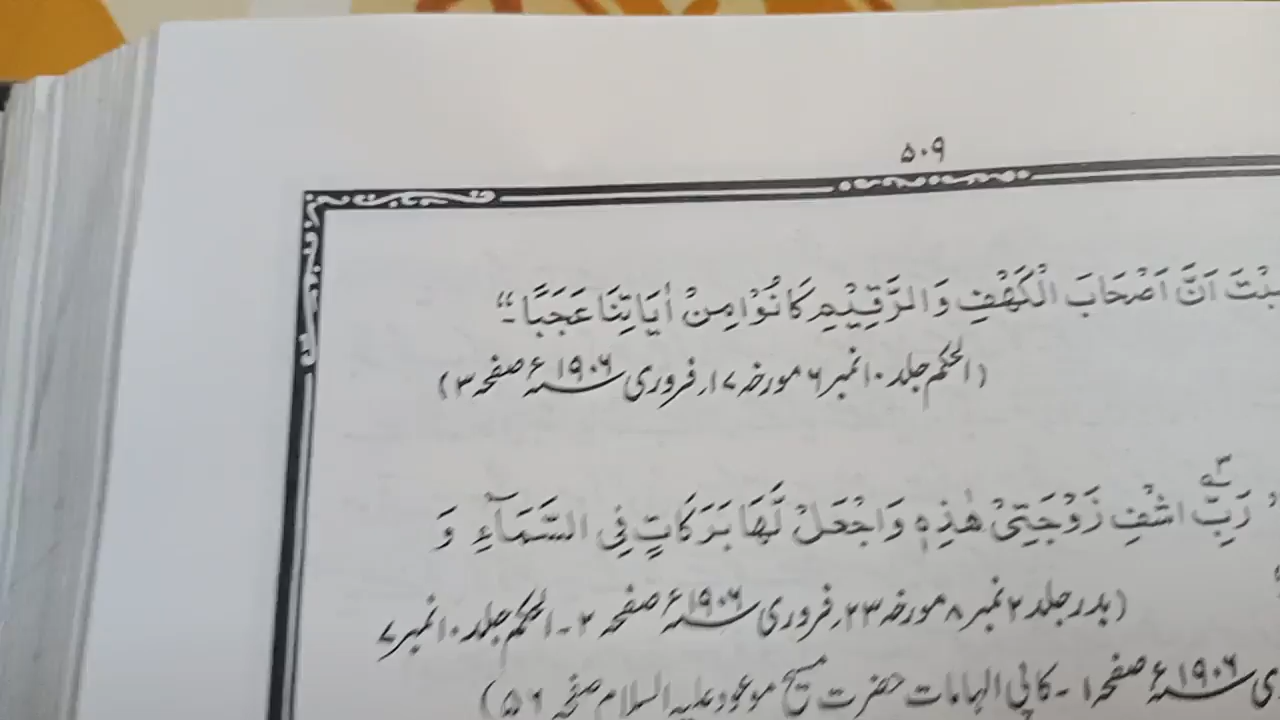 ۵۰۹
اَنَّ اَصْحَابَ الْكَهْفِ وَالرَّقِيْمِ كَانُوْا مِنْ اٰيَاتِنَا عَجَبًا۔“
(الحکم جلد ۱۰ نمبر ۶ مورخہ ۱۷؍ فروری ۱۹۰۶ء صفحہ ۳)
۳؎
رَبِّ اشْفِ زَوْجَتِيْ هٰذِهٖ وَاجْعَلْ لَّهَا بَرَكَاتٍ فِي السَّمَآءِ وَ
(بدر جلد ۲ نمبر ۸ مورخہ ۲۳؍ فروری ۱۹۰۶ء صفحہ ۲۔ الحکم جلد ۱۰ نمبر ۷
۱۹۰۶ء صفحہ ۱۔ کاپی الہامات حضرت مسیح موعود علیہ السلام صفحہ ۵۶)